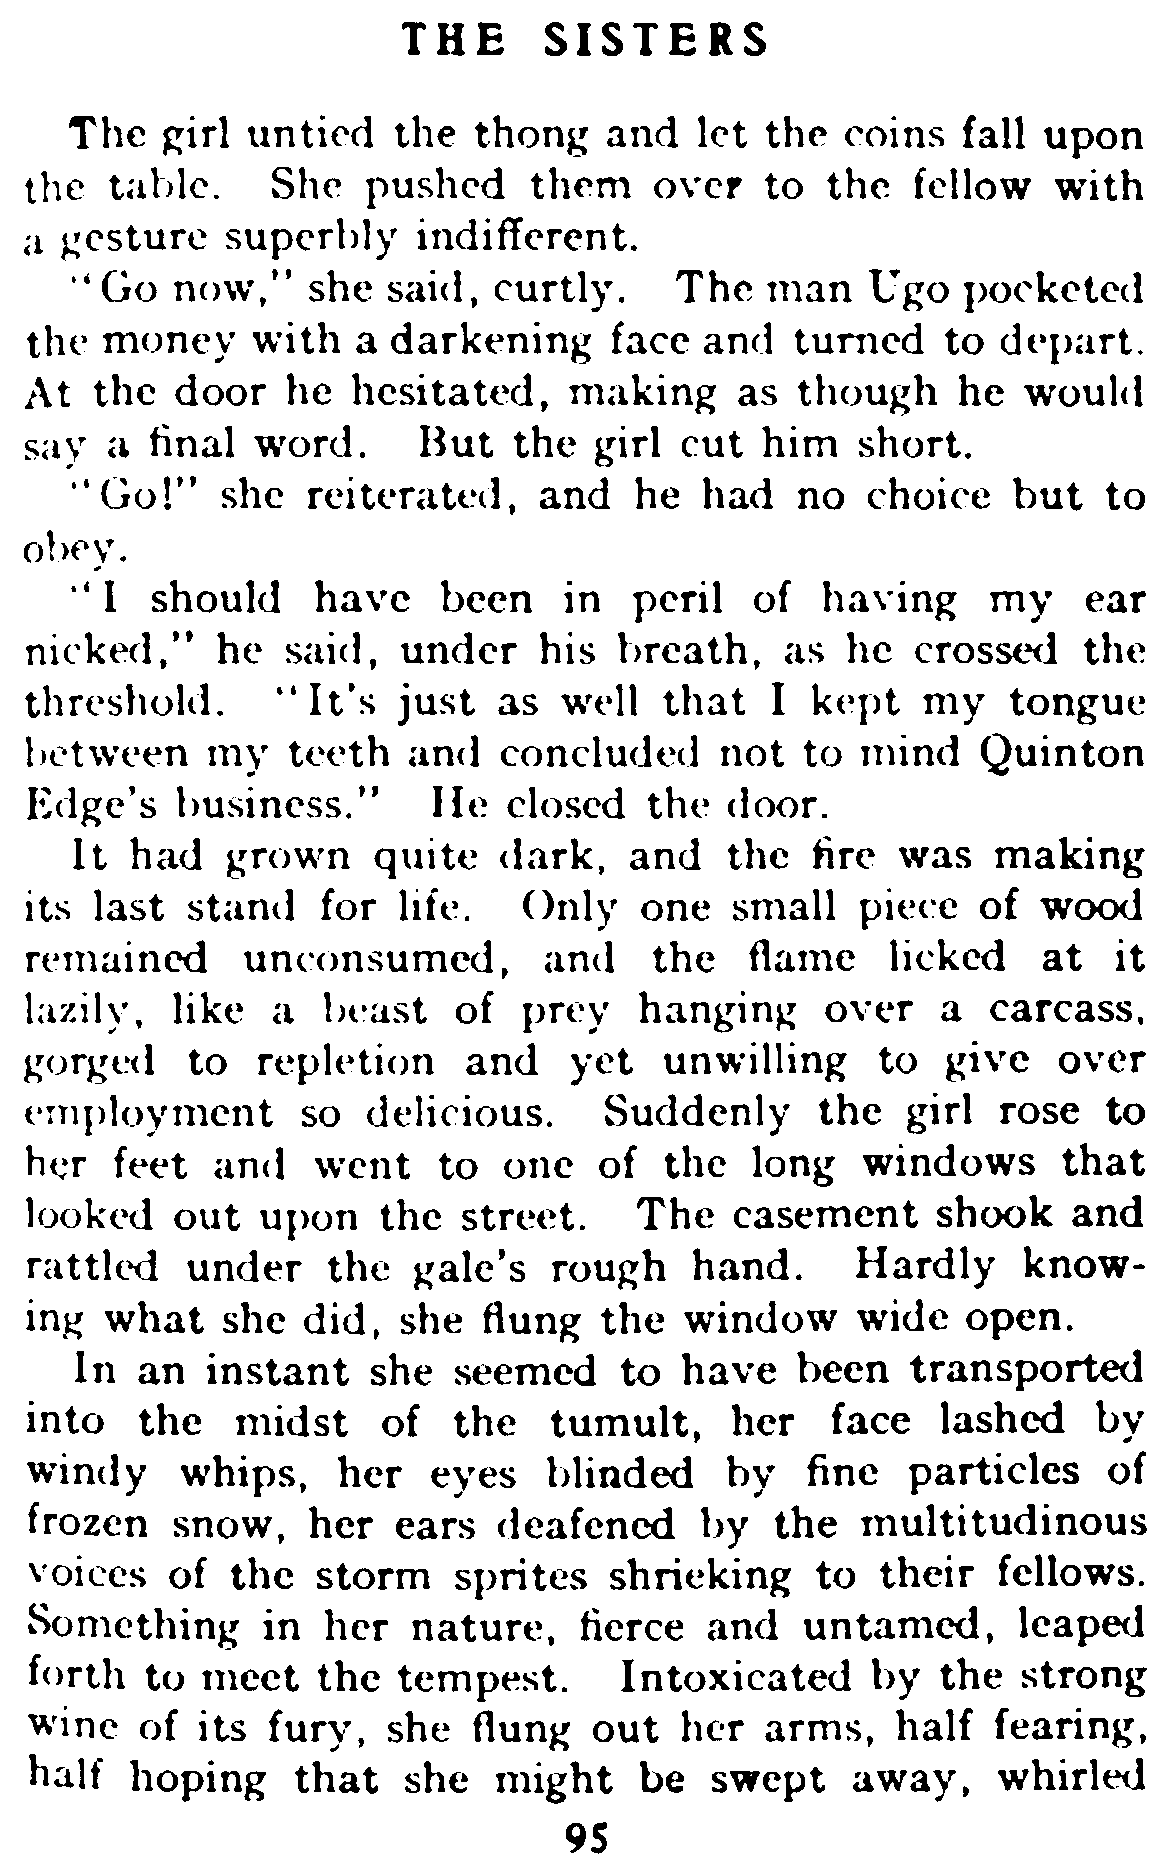 THE SISTERS
The girl untied the thong and let the coins fall upon
the table. She pushed them over to the fellow with
a gesture superbly indifferent.
"Go now," she said, curtly. The man Ugo pocketed
the money with a darkening face and turned to depart.
At the door he hesitated, making as though he would
say a final word. But the girl cut him short.
"Go!" she reiterated, and he had no choice but to
obey.
"I should have been in peril of having my ear
nicked," he said, under his breath, as he crossed the
threshold. "It's just as well that I kept my tongue
between my teeth and concluded not to mind Quinton
Edge's business." He closed the door.
It had grown quite dark, and the fire was making
its last stand for life. Only one small piece of wood
remained unconsumed, and the flame licked at it
lazily, like a beast of prey hanging over a carcass,
gorged to repletion and yet unwilling to give over
employment so delicious. Suddenly the girl rose to
her feet and went to one of the long windows that
looked out upon the street. The casement shook and
rattled under the gale's rough hand. Hardly know-
ing what she did, she flung the window wide open.
In an instant she seemed to have been transported
into the midst of the tumult, her face lashed by
windy whips, her eyes blinded by fine particles of
frozen snow, her ears deafened by the multitudinous
voices of the storm sprites shrieking to their fellows.
Something in her nature, fierce and untamed, leaped
forth to meet the tempest. Intoxicated by the strong
wine of its fury, she flung out her arms, half fearing,
half hoping that she might be swept away, whirled
95